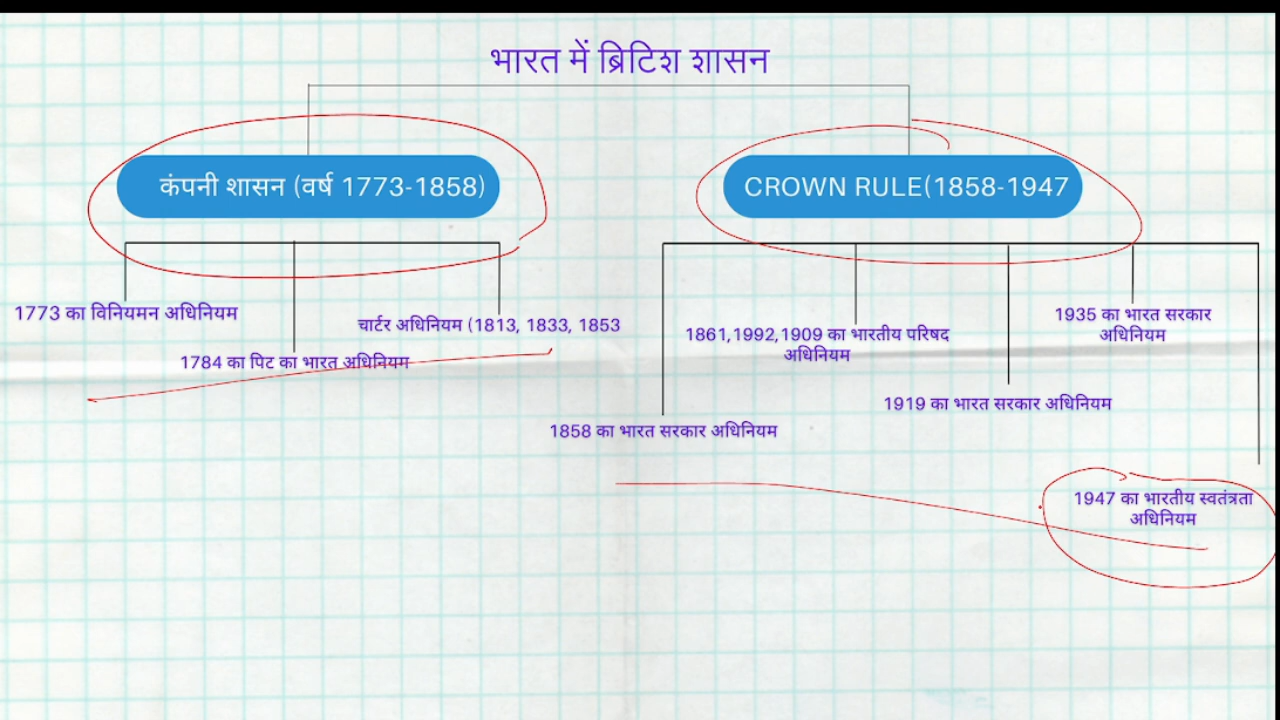 भारत में ब्रिटिश शासन
कंपनी शासन (वर्ष 1773-1858)
1773 का विनियमन अधिनियम
1784 का पिट का भारत अधिनियम
चार्टर अधिनियम (1813, 1833, 1853
CROWN RULE(1858-1947
1858 का भारत सरकार अधिनियम
1861,1992,1909 का भारतीय परिषद
अधिनियम
1919 का भारत सरकार अधिनियम
1935 का भारत सरकार
अधिनियम
1947 का भारतीय स्वतंत्रता
अधिनियम